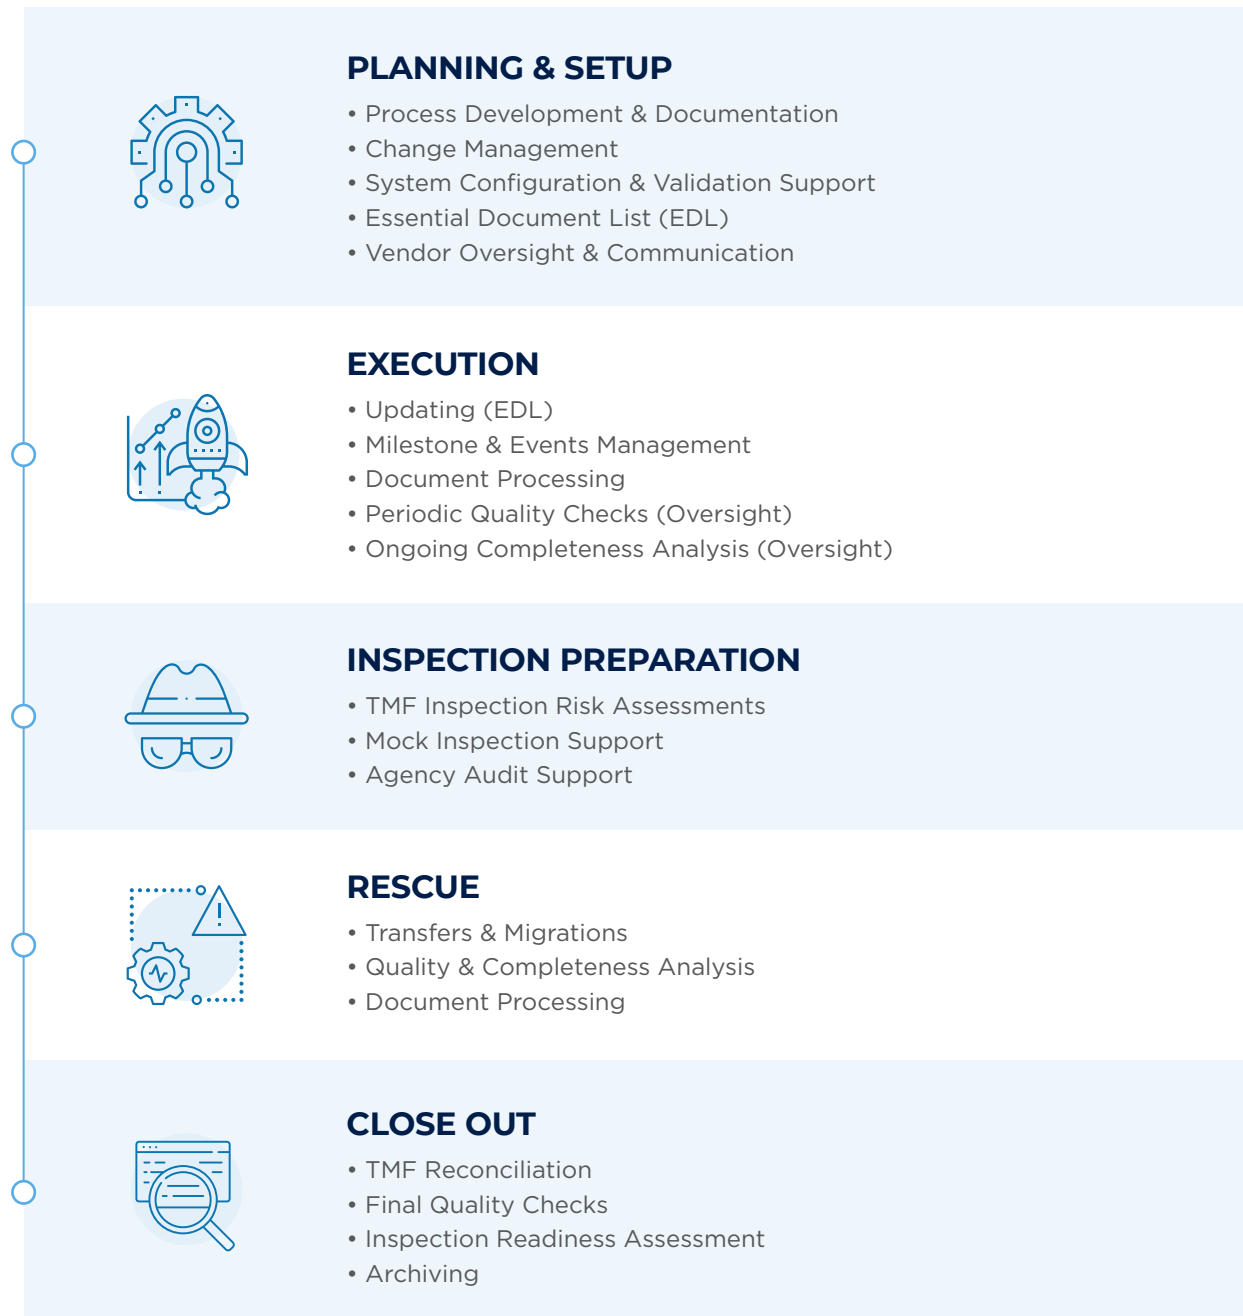 PLANNING & SETUP
• Process Development & Documentation
• Change Management
• System Configuration & Validation Support
• Essential Document List (EDL)
• Vendor Oversight & Communication
EXECUTION
• Updating (EDL)
• Milestone & Events Management
• Document Processing
• Periodic Quality Checks (Oversight)
• Ongoing Completeness Analysis (Oversight)
INSPECTION PREPARATION
• TMF Inspection Risk Assessments
• Mock Inspection Support
• Agency Audit Support
RESCUE
• Transfers & Migrations
• Quality & Completeness Analysis
• Document Processing
CLOSE OUT
• TMF Reconciliation
• Final Quality Checks
• Inspection Readiness Assessment
• Archiving